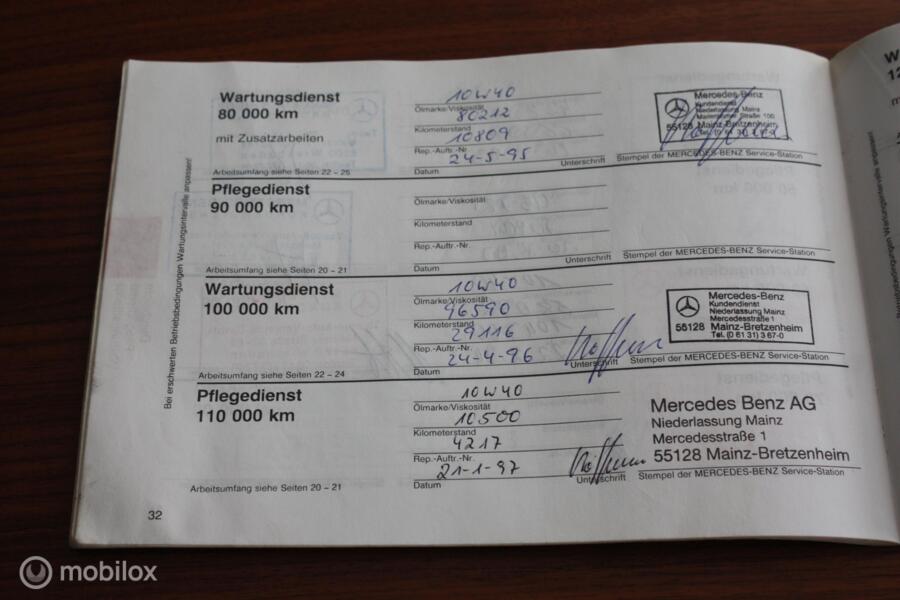 Wartungsdienst
80 000 km
mit Zusatzarbeiten
Arbeitsumfang siehe Seiten 22 – 25
10W40
Ölmarke/Viskosität
80212
Kilometerstand
10809
Rep.-Auftr.-Nr.
24-5-95
Datum
Unterschrift
Mercedes-Benz
Kundendienst
Niederlassung Mainz
55128 Mainz-Bretzenheim
Stempel der MERCEDES-BENZ Service-Station
Pflegedienst
90 000 km
Arbeitsumfang siehe Seiten 20 – 21
Ölmarke/Viskosität
Kilometerstand
Rep.-Auftr.-Nr.
Datum
Unterschrift
Stempel der MERCEDES-BENZ Service-Station
Wartungsdienst
100 000 km
Arbeitsumfang siehe Seiten 22 – 24
10W40
Ölmarke/Viskosität
96590
Kilometerstand
29116
Rep.-Auftr.-Nr.
24-4-96
Datum
Unterschrift
Mercedes-Benz
Kundendienst
Niederlassung Mainz
Mercedesstraße 1
55128 Mainz-Bretzenheim
Tel. (0 61 31) 3 67-0
Stempel der MERCEDES-BENZ Service-Station
Pflegedienst
110 000 km
Arbeitsumfang siehe Seiten 20 – 21
10W40
Ölmarke/Viskosität
10500
Kilometerstand
4217
Rep.-Auftr.-Nr.
21-1-97
Datum
Unterschrift
Mercedes Benz AG
Niederlassung Mainz
Mercedesstraße 1
55128 Mainz-Bretzenheim
Stempel der MERCEDES-BENZ Service-Station
Bei erschwerten Betriebsbedingungen Wartungsintervalle anpassen!
32
mobilox